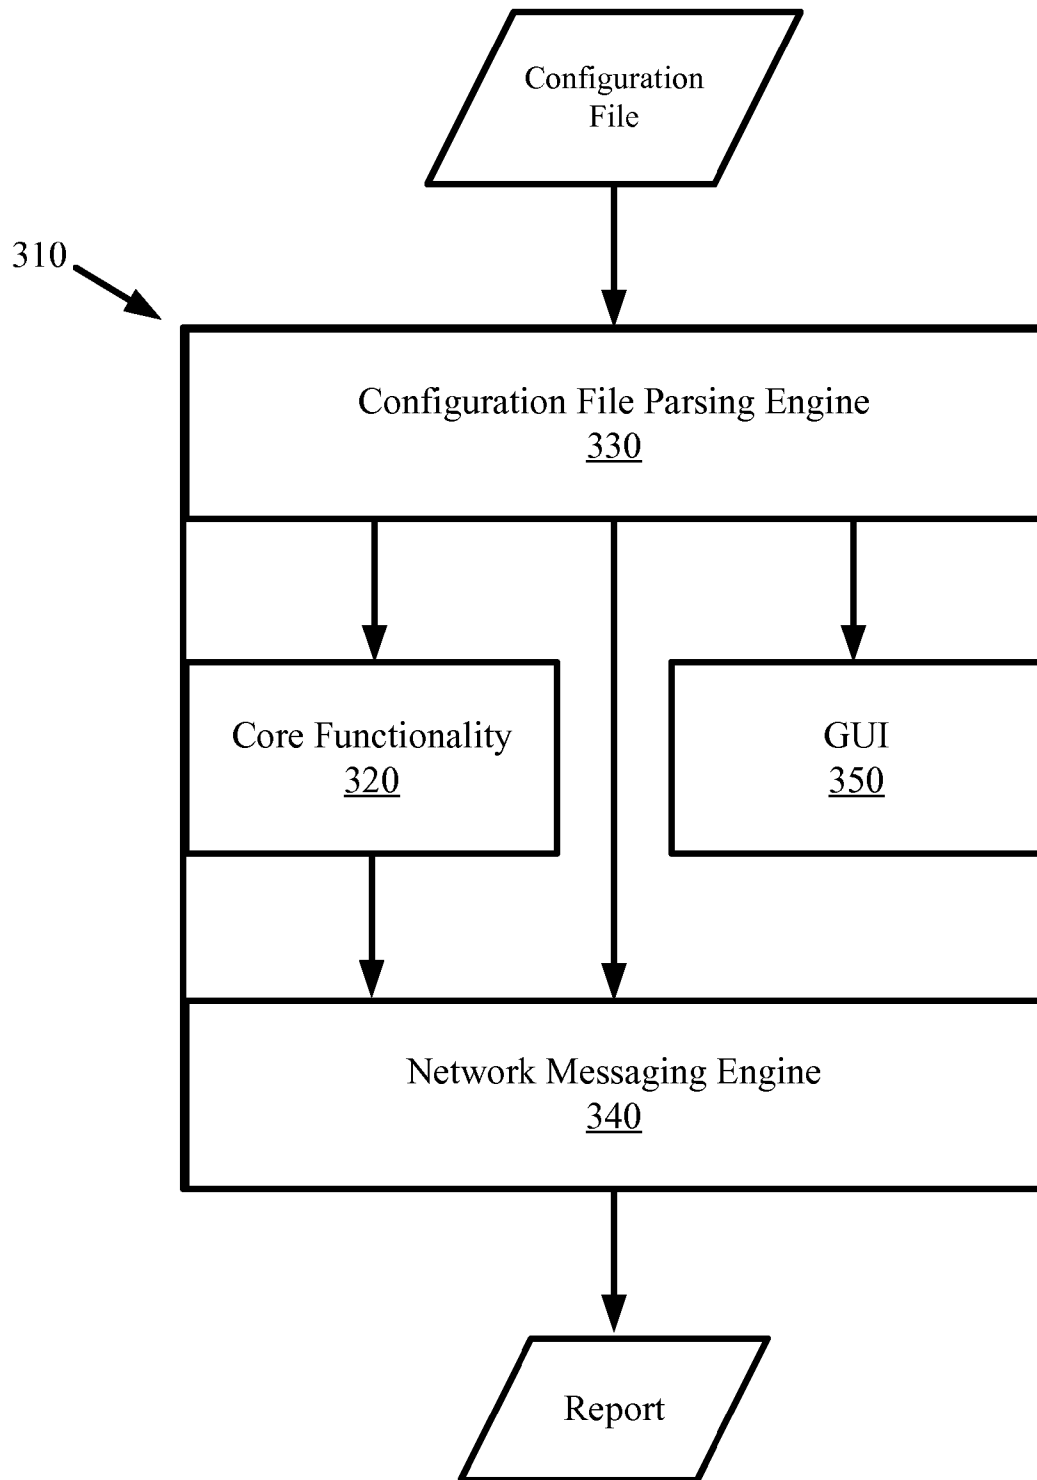 Configuration
File
310
Configuration File Parsing Engine
330
Core Functionality
320
GUI
350
Network Messaging Engine
340
Report